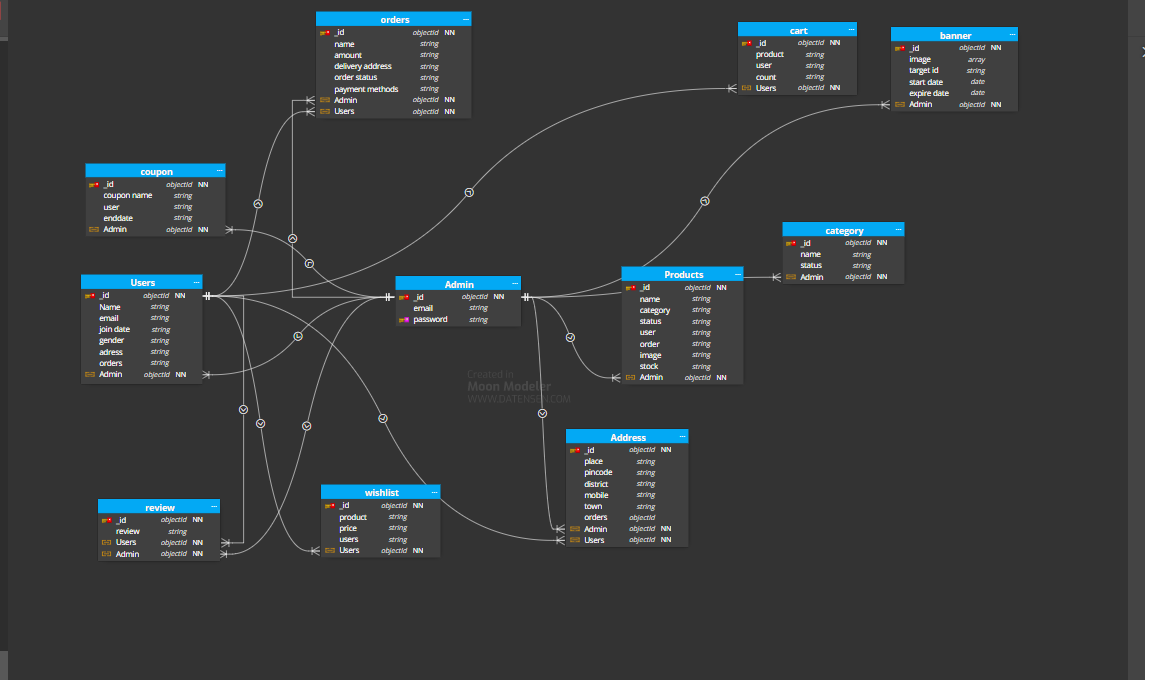 orders
_id objectId NN
name string
amount string
delivery address string
order status string
payment methods string
Admin objectId NN
Users objectId NN
cart
_id objectId NN
product string
user string
count string
Users objectId NN
banner
_id objectId NN
image array
target id string
start date date
expire date date
Admin objectId NN
coupon
_id objectId NN
coupon name string
user string
enddate string
Admin objectId NN
category
_id objectId NN
name string
status string
Admin objectId NN
Users
_id objectId NN
Name string
email string
join date string
gender string
adress string
orders string
Admin objectId NN
Admin
_id objectId NN
email string
password string
Products
_id objectId NN
name string
category string
status string
user string
order string
image string
stock string
Admin objectId NN
Created in
Moon Modeler
WWW.DATENSEN.COM
Address
_id objectId NN
place string
pincode string
district string
mobile string
town string
orders objectId
Admin objectId NN
Users objectId NN
review
_id objectId NN
review string
Users objectId NN
Admin objectId NN
wishlist
_id objectId NN
product string
price string
users string
Users objectId NN